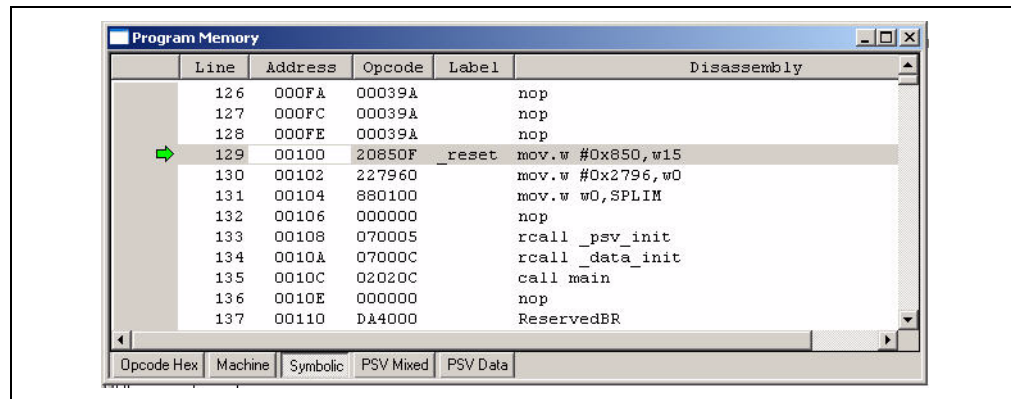 Program Memory
Line Address Opcode Label Disassembly
126 000FA 00039A nop
127 000FC 00039A nop
128 000FE 00039A nop
129 00100 20850F _reset mov.w #0x850,w15
130 00102 227960 mov.w #0x2796,w0
131 00104 880100 mov.w w0,SPLIM
132 00106 000000 nop
133 00108 070005 rcall _psv_init
134 0010A 07000C rcall _data_init
135 0010C 02020C call main
136 0010E 000000 nop
137 00110 DA4000 ReservedBR
Opcode Hex Machine Symbolic PSV Mixed PSV Data